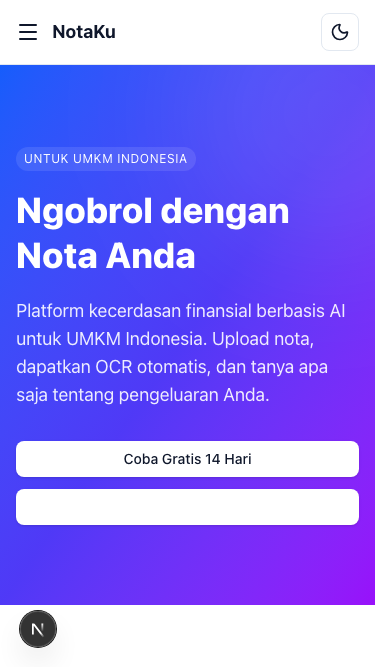 NotaKu
UNTUK UMKM INDONESIA
Ngobrol dengan
Nota Anda
Platform kecerdasan finansial berbasis AI
untuk UMKM Indonesia. Upload nota,
dapatkan OCR otomatis, dan tanya apa
saja tentang pengeluaran Anda.
Coba Gratis 14 Hari
N